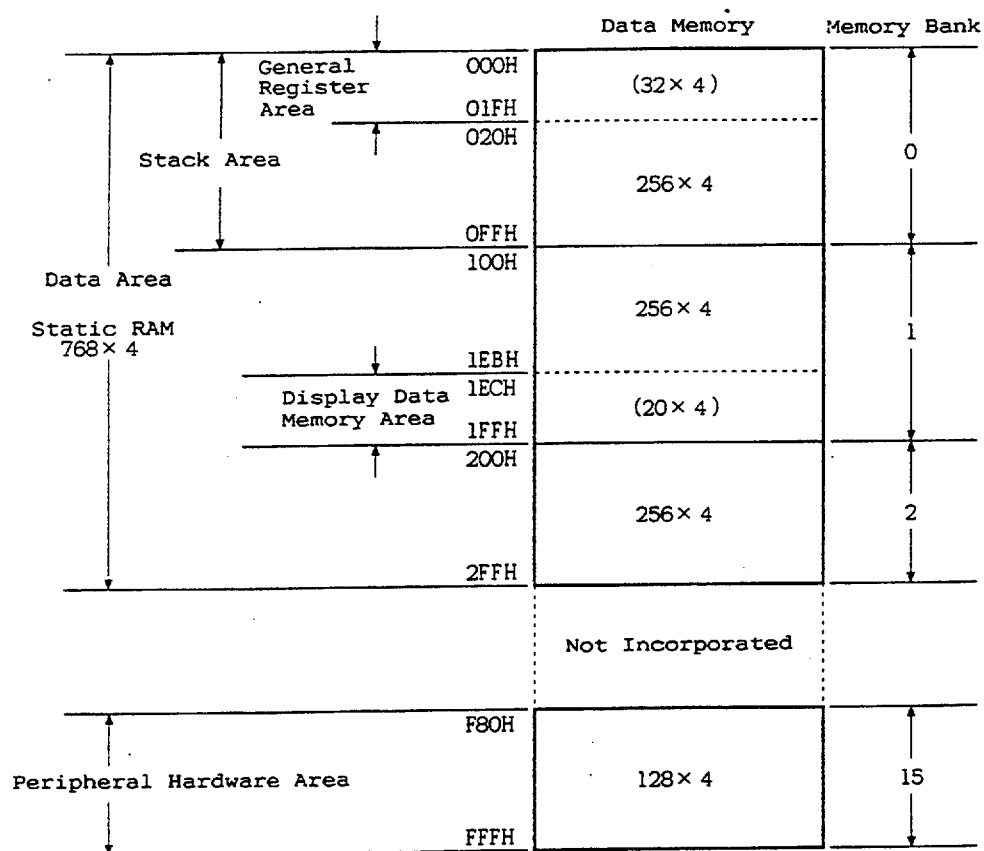 Data Memory
Memory Bank
General
Register
Area
000H
(32×4)
01FH
020H
Stack Area
0
256×4
0FFH
100H
Data Area
Static RAM
768×4
256×4
1
1EBH
1ECH
Display Data
Memory Area
(20×4)
1FFH
200H
256×4
2
2FFH
Not Incorporated
F80H
Peripheral Hardware Area
128×4
15
FFFH